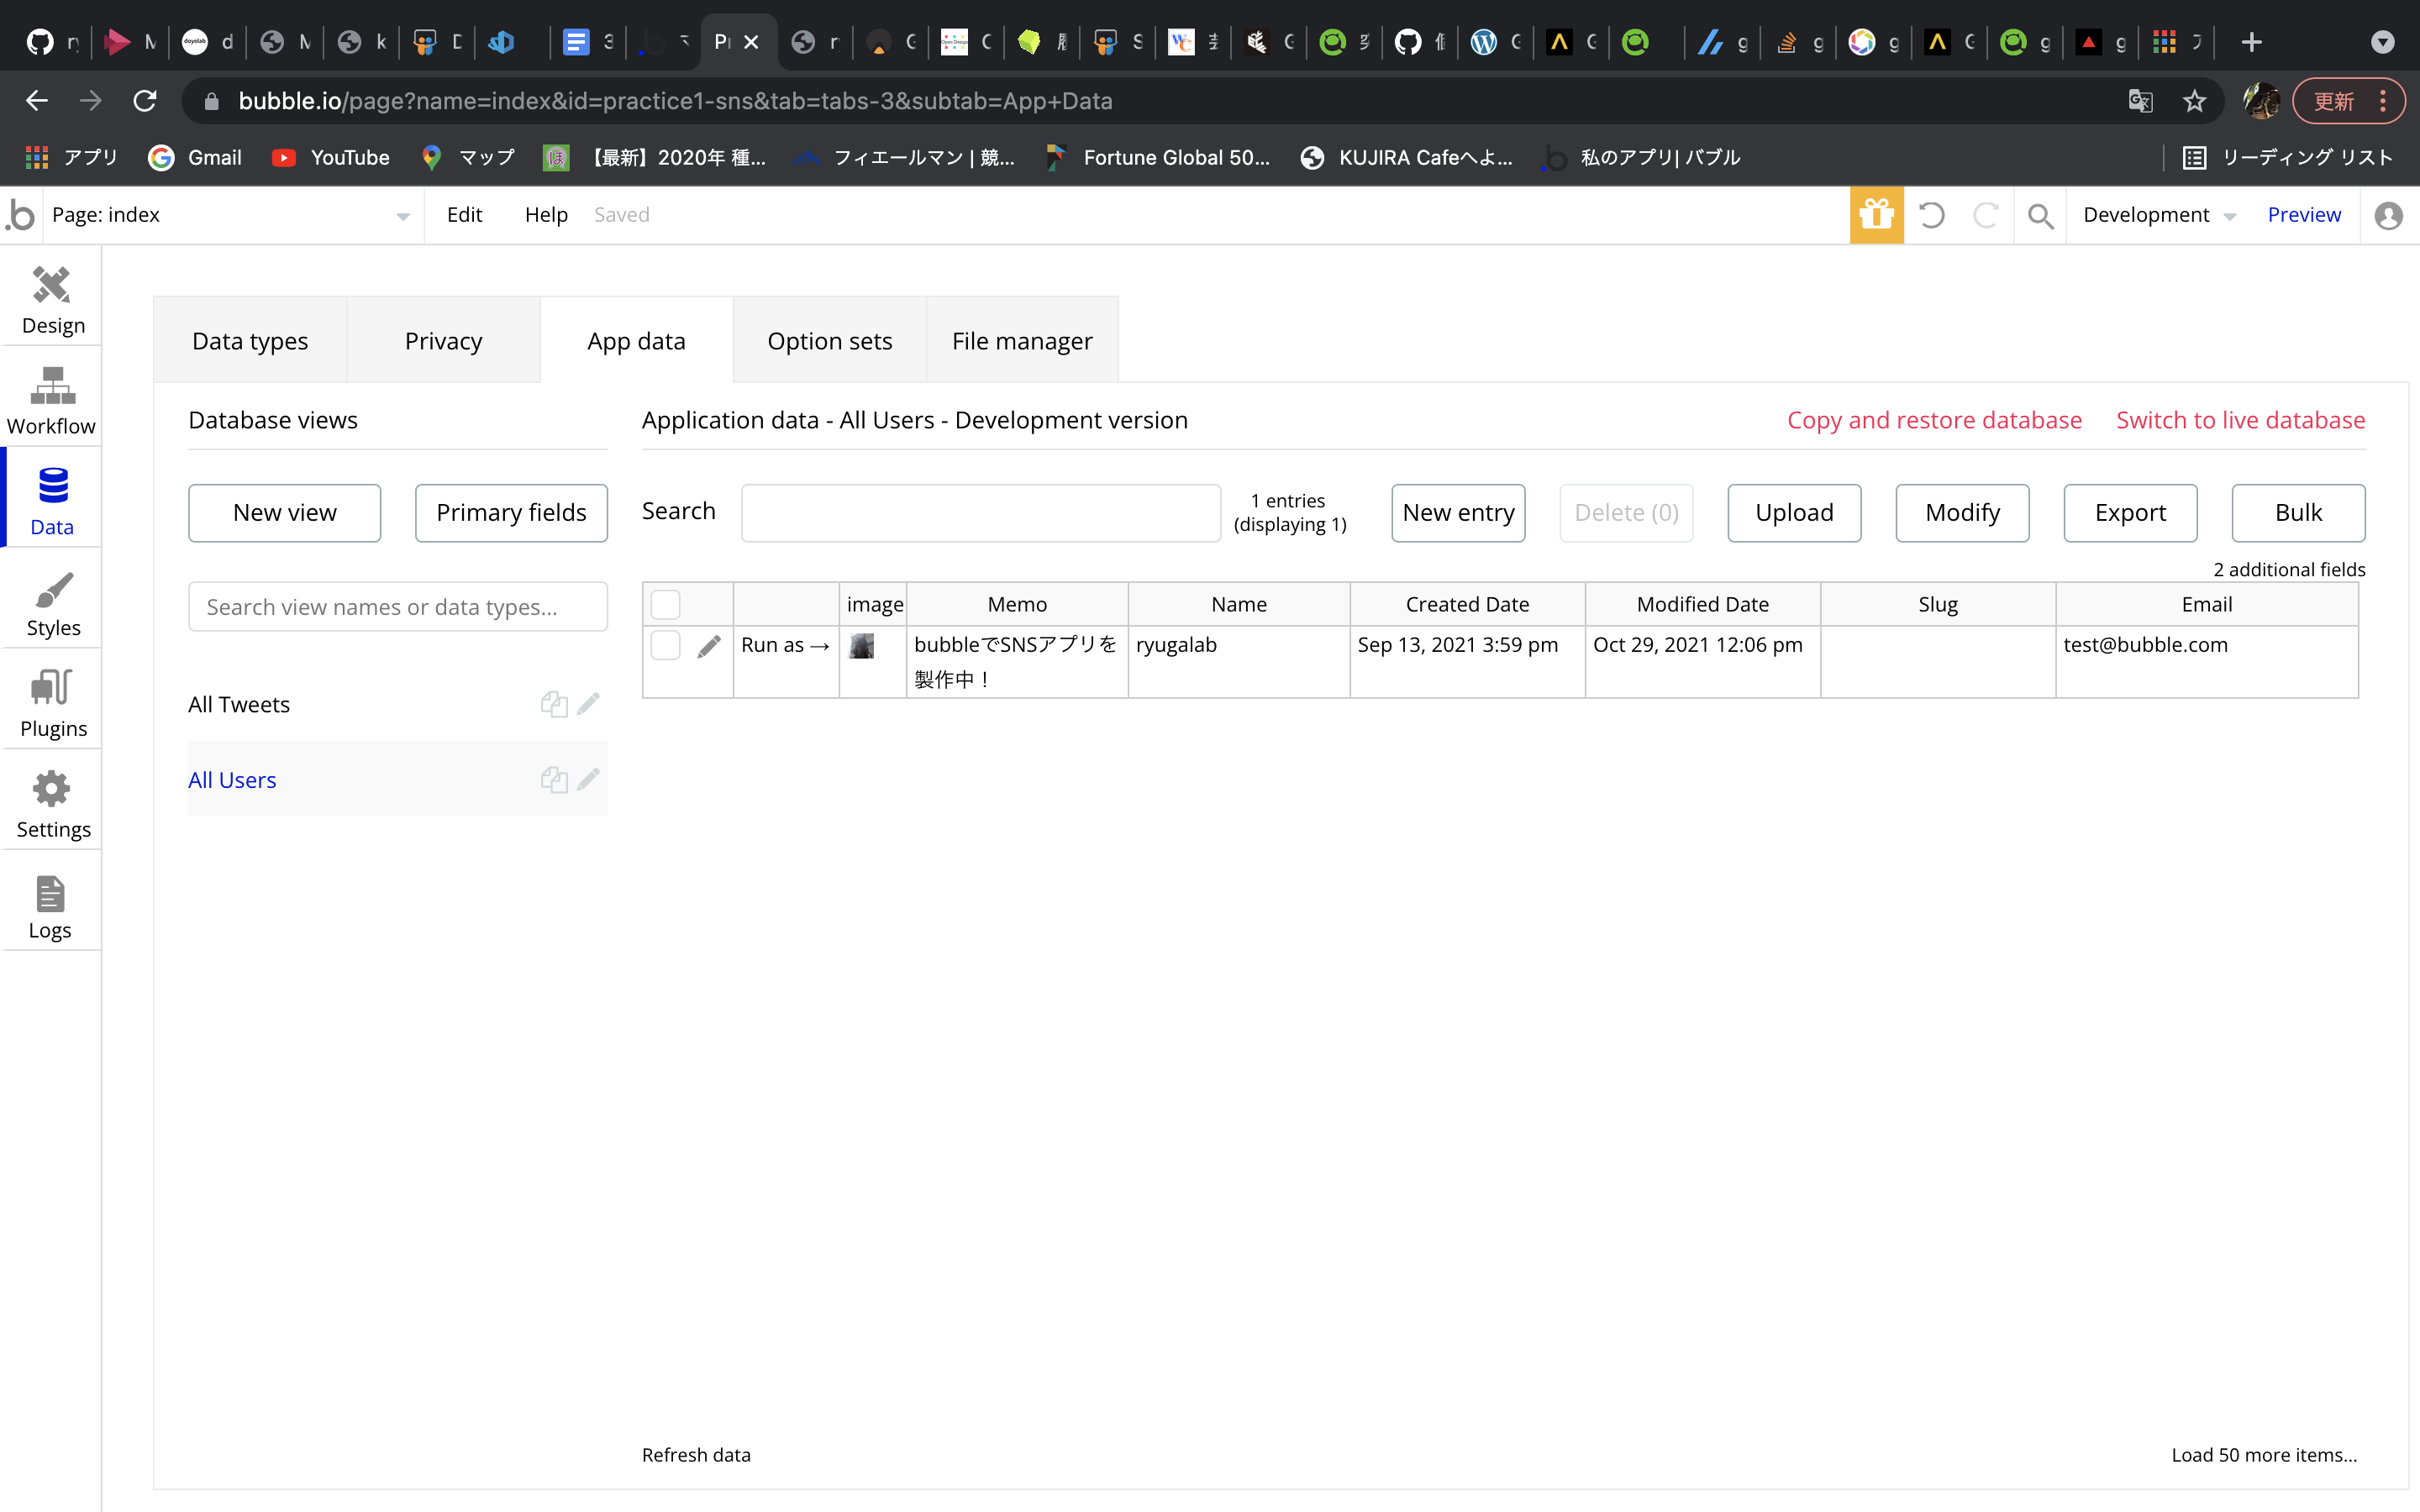 bubble.io/page?name=index&id=practice1-sns&tab=tabs-3&subtab=App+Data
更新
アプリ Gmail YouTube マップ 【最新】2020年 種... フィエールマン | 競... Fortune Global 50... KUJIRA Cafeへよ... 私のアプリ| バブル リーディング リスト
Page: index Edit Help Saved Development Preview
Design
Workflow
Data
Styles
Plugins
Settings
Logs
Data types Privacy App data Option sets File manager
Database views
New view Primary fields
Search view names or data types...
All Tweets
All Users
Application data - All Users - Development version Copy and restore database Switch to live database
Search 1 entries
(displaying 1)
New entry Delete (0) Upload Modify Export Bulk
2 additional fields
image Memo Name Created Date Modified Date Slug Email
Run as → bubbleでSNSアプリを ryugalab Sep 13, 2021 3:59 pm Oct 29, 2021 12:06 pm test@bubble.com
製作中！
Refresh data Load 50 more items...